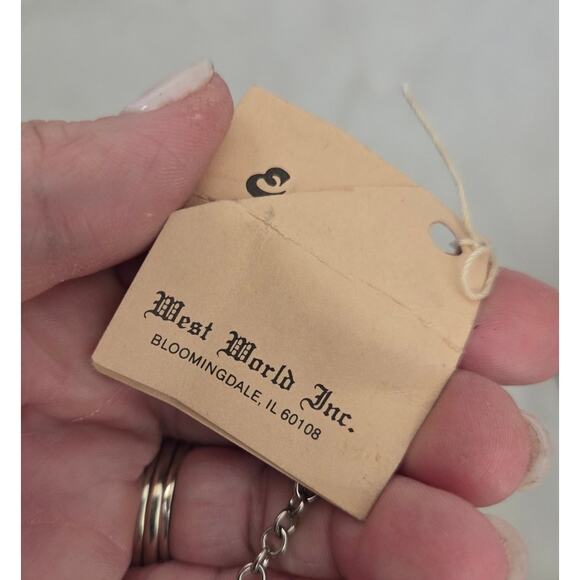 West World Inc.
BLOOMINGDALE, IL 60108